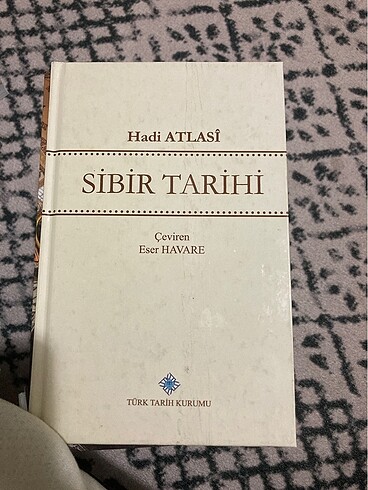 Hadi ATLASÎ
SİBİR TARİHİ
Çeviren
Eser HAVARE
TÜRK TARİH KURUMU